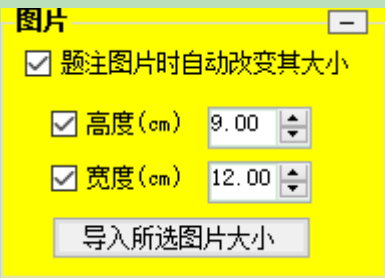 图片
题注图片时自动改变其大小
高度(cm) 9.00
宽度(cm) 12.00
导入所选图片大小